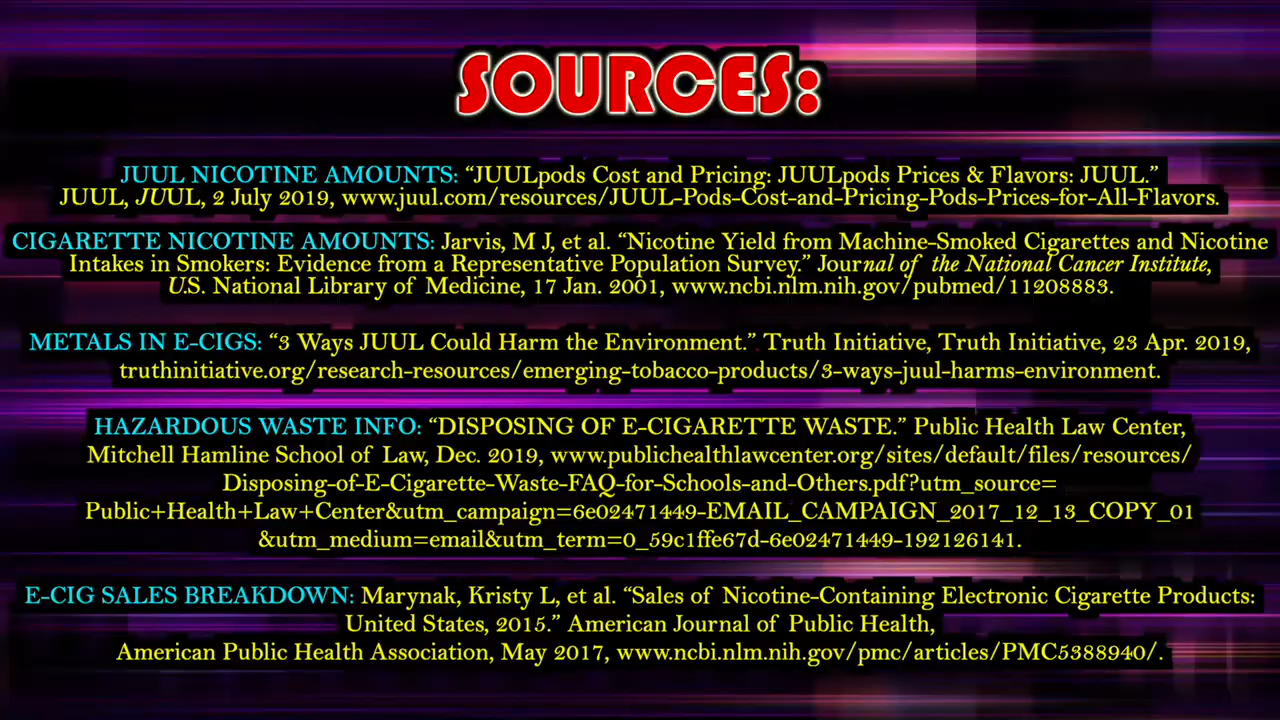 SOURCES:
JUUL NICOTINE AMOUNTS: “JUULpods Cost and Pricing: JUULpods Prices & Flavors: JUUL.”
JUUL, JUUL, 2 July 2019, www.juul.com/resources/JUUL-Pods-Cost-and-Pricing-Pods-Prices-for-All-Flavors.
CIGARETTE NICOTINE AMOUNTS: Jarvis, M J, et al. “Nicotine Yield from Machine-Smoked Cigarettes and Nicotine
Intakes in Smokers: Evidence from a Representative Population Survey.” Journal of the National Cancer Institute,
U.S. National Library of Medicine, 17 Jan. 2001, www.ncbi.nlm.nih.gov/pubmed/11208883.
METALS IN E-CIGS: “3 Ways JUUL Could Harm the Environment.” Truth Initiative, Truth Initiative, 23 Apr. 2019,
truthinitiative.org/research-resources/emerging-tobacco-products/3-ways-juul-harms-environment.
HAZARDOUS WASTE INFO: “DISPOSING OF E-CIGARETTE WASTE.” Public Health Law Center,
Mitchell Hamline School of Law, Dec. 2019, www.publichealthlawcenter.org/sites/default/files/resources/
Disposing-of-E-Cigarette-Waste-FAQ-for-Schools-and-Others.pdf?utm_source=
Public+Health+Law+Center&utm_campaign=6e02471449-EMAIL_CAMPAIGN_2017_12_13_COPY_01
&utm_medium=email&utm_term=0_59c1ffe67d-6e02471449-192126141.
E-CIG SALES BREAKDOWN: Marynak, Kristy L, et al. “Sales of Nicotine-Containing Electronic Cigarette Products:
United States, 2015.” American Journal of Public Health,
American Public Health Association, May 2017, www.ncbi.nlm.nih.gov/pmc/articles/PMC5388940/.